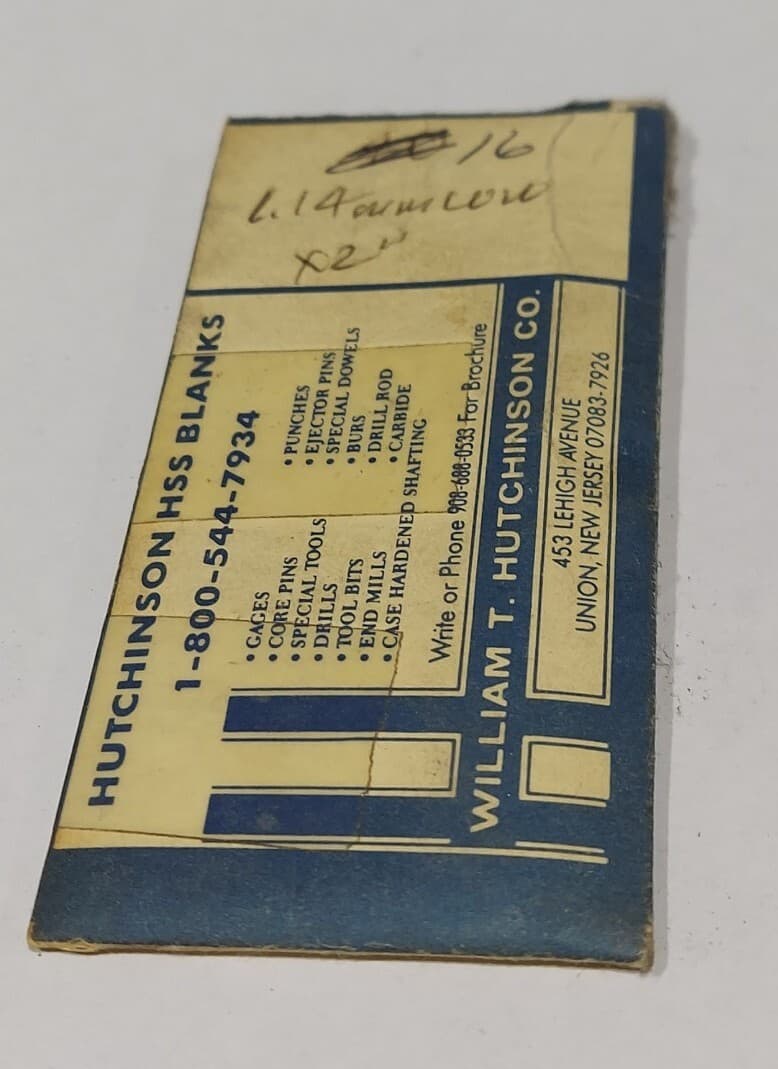 16
1.14
X2"
HUTCHINSON HSS BLANKS
1-800-544-7934
• GAGES
• CORE PINS
• SPECIAL TOOLS
• DRILLS
• TOOL BITS
• END MILLS
• CASE HARDENED SHAFTING
• PUNCHES
• EJECTOR PINS
• SPECIAL DOWELS
• BURS
• DRILL ROD
• CARBIDE
Write or Phone 908-688-0533 For Brochure
WILLIAM T. HUTCHINSON CO.
453 LEHIGH AVENUE
UNION, NEW JERSEY 07083-7926